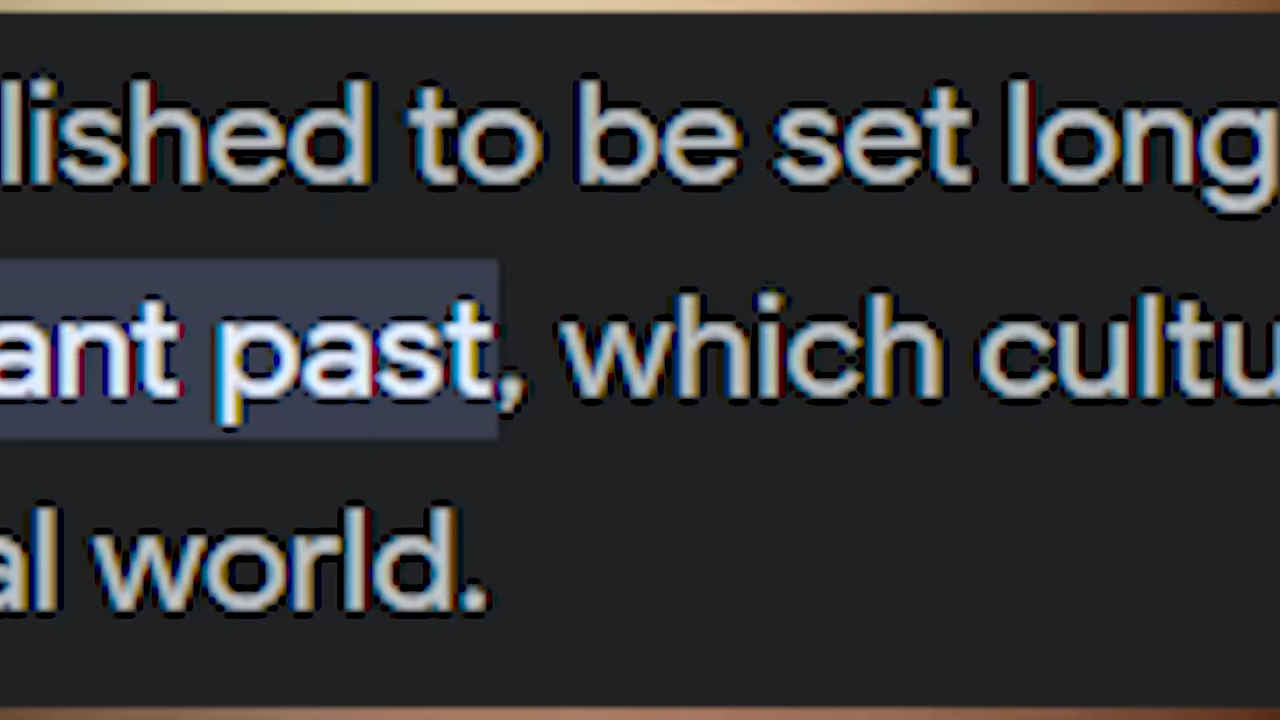 lished to be set long
ant past, which cultu
al world.